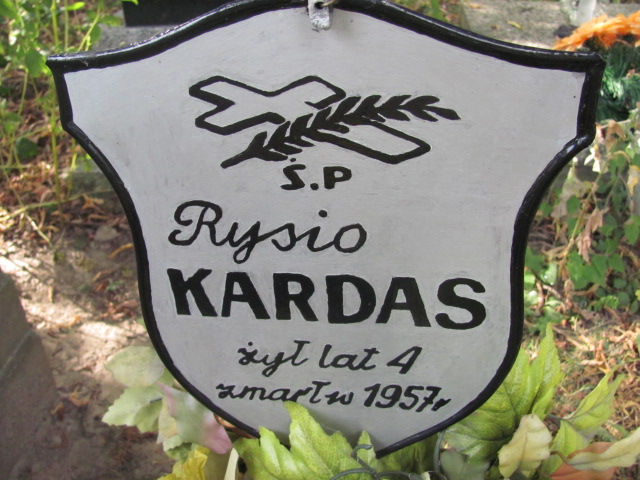 Ś.P
Rysio
KARDAS
żył lat 4
zmarł w 1957r